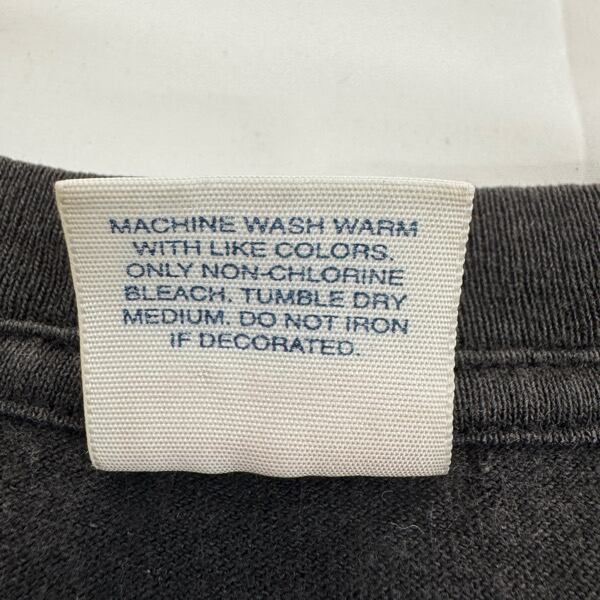 MACHINE WASH WARM
WITH LIKE COLORS.
ONLY NON-CHLORINE
BLEACH. TUMBLE DRY
MEDIUM. DO NOT IRON
IF DECORATED.